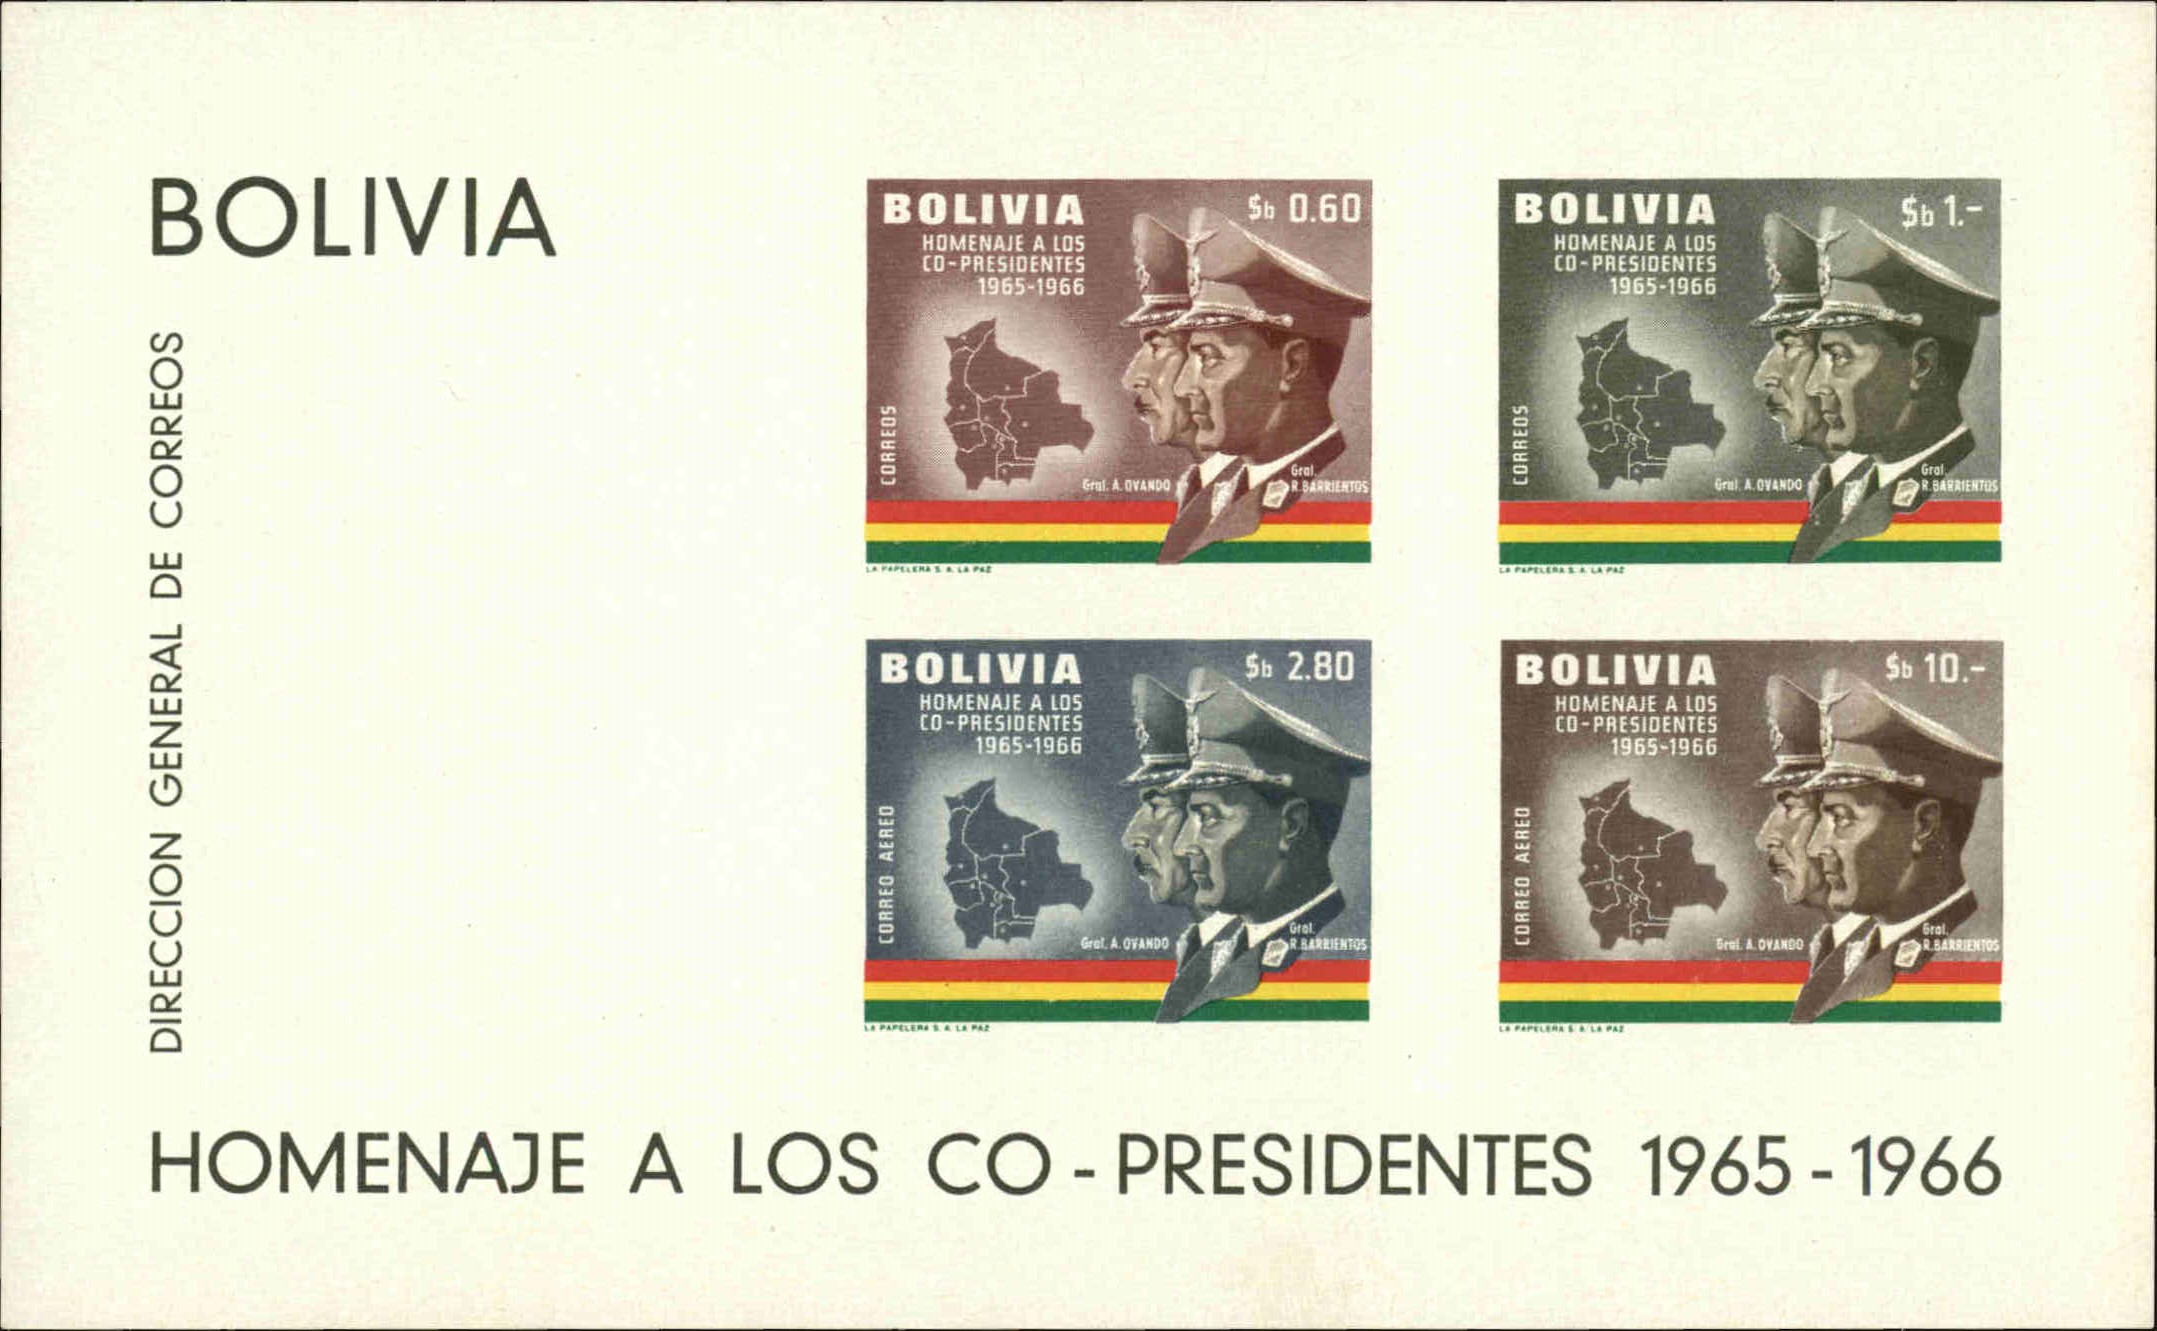 BOLIVIA
DIRECCION GENERAL DE CORREOS
BOLIVIA
$b 0.60
HOMENAJE A LOS
CO-PRESIDENTES
1965-1966
CORREOS
Gral. A. OVANDO
Gral.
R. BARRIENTOS
LA PAPELERA S. A. LA PAZ
BOLIVIA
$b 1.-
HOMENAJE A LOS
CO-PRESIDENTES
1965-1966
CORREOS
Gral. A. OVANDO
Gral.
R. BARRIENTOS
LA PAPELERA S. A. LA PAZ
BOLIVIA
$b 2.80
HOMENAJE A LOS
CO-PRESIDENTES
1965-1966
CORREO AEREO
Gral. A. OVANDO
Gral.
R. BARRIENTOS
LA PAPELERA S. A. LA PAZ
BOLIVIA
$b 10.-
HOMENAJE A LOS
CO-PRESIDENTES
1965-1966
CORREO AEREO
Gral. A. OVANDO
Gral.
R. BARRIENTOS
LA PAPELERA S. A. LA PAZ
HOMENAJE A LOS CO-PRESIDENTES 1965-1966